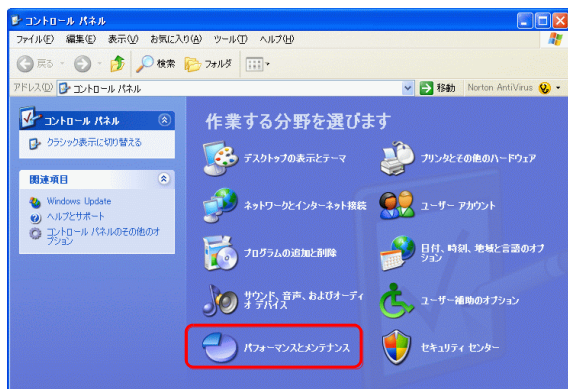 コントロール パネル
ファイル(F) 編集(E) 表示(V) お気に入り(A) ツール(T) ヘルプ(H)
戻る 検索 フォルダ
アドレス(D) コントロール パネル 移動 Norton AntiVirus
コントロール パネル
クラシック表示に切り替える
関連項目
Windows Update
ヘルプとサポート
コントロール パネルのその他のオ
プション
作業する分野を選びます
デスクトップの表示とテーマ
プリンタとその他のハードウェア
ネットワークとインターネット接続
ユーザー アカウント
プログラムの追加と削除
日付、時刻、地域と言語のオプ
ション
サウンド、音声、およびオーディ
オ デバイス
ユーザー補助のオプション
パフォーマンスとメンテナンス
セキュリティ センター